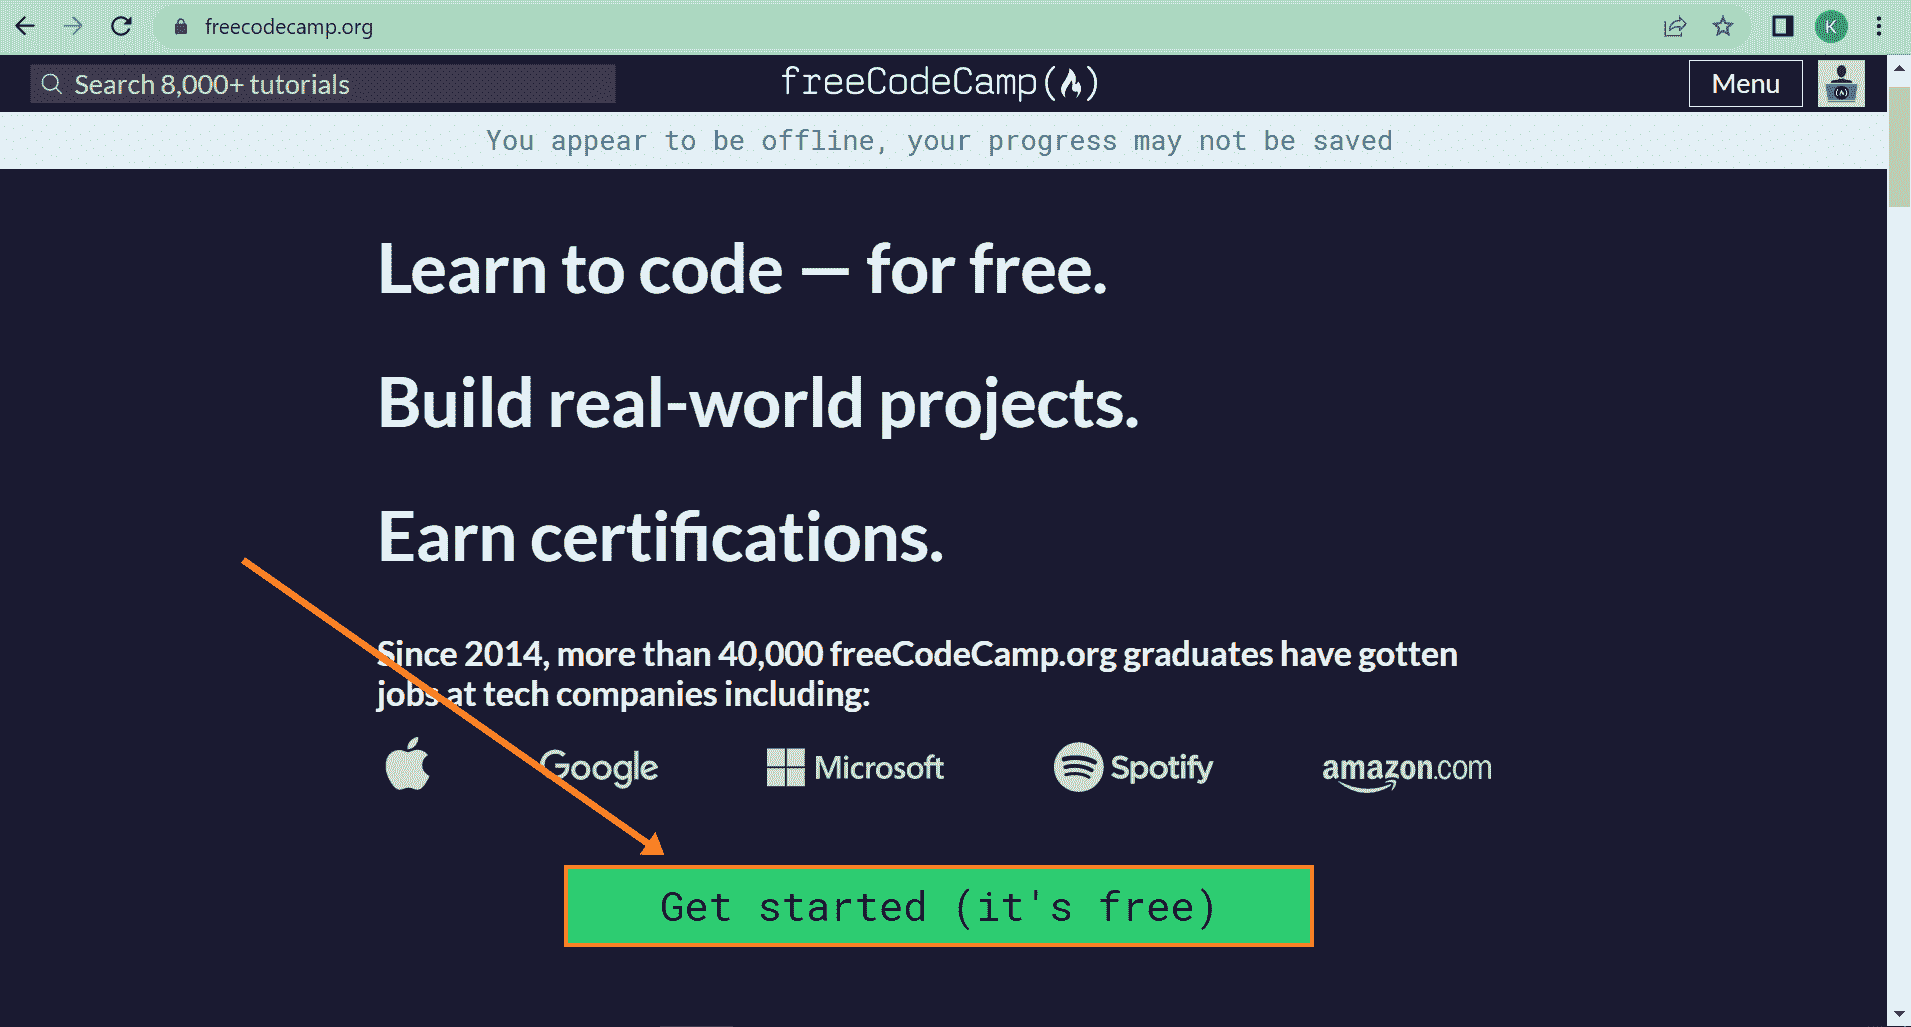 freecodecamp.org
K
Search 8,000+ tutorials
freeCodeCamp(🔥)
Menu
You appear to be offline, your progress may not be saved
Learn to code — for free.
Build real-world projects.
Earn certifications.
Since 2014, more than 40,000 freeCodeCamp.org graduates have gotten
jobs at tech companies including:
Google
Microsoft
Spotify
amazon.com
Get started (it's free)